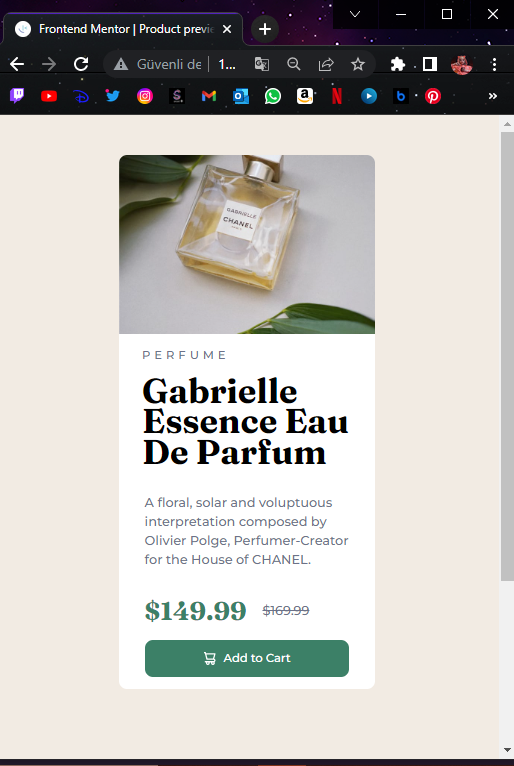 Frontend Mentor | Product previe
Güvenli de
1...
GABRIELLE
CHANEL
PARIS
PERFUME
Gabrielle
Essence Eau
De Parfum
A floral, solar and voluptuous
interpretation composed by
Olivier Polge, Perfumer-Creator
for the House of CHANEL.
$149.99 $169.99
Add to Cart